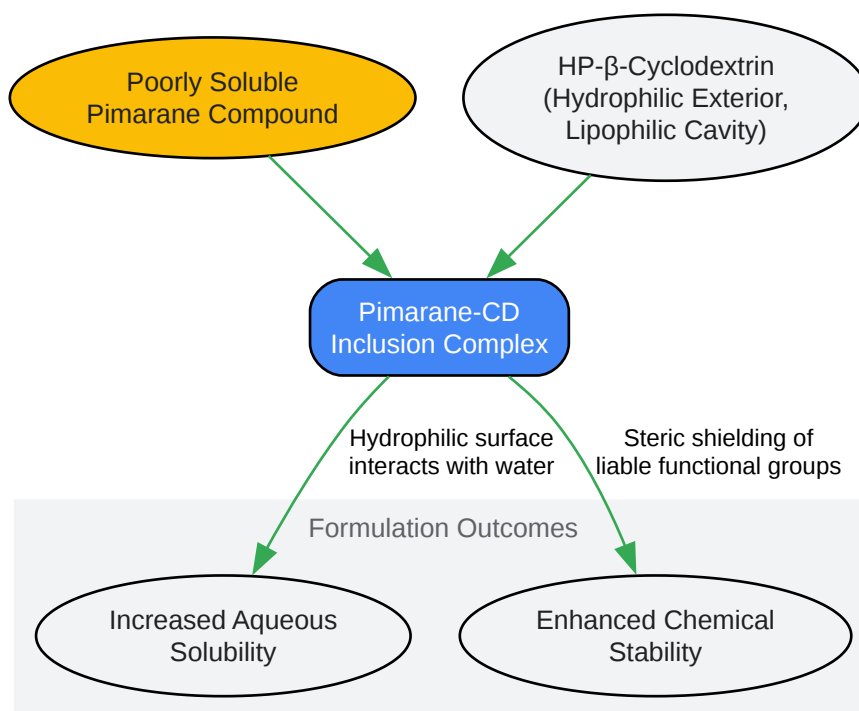 Poorly Soluble
Pimarane Compound
HP-β-Cyclodextrin
(Hydrophilic Exterior,
Lipophilic Cavity)
Pimarane-CD
Inclusion Complex
Hydrophilic surface
interacts with water
Steric shielding of
liable functional groups
Formulation Outcomes
Increased Aqueous
Solubility
Enhanced Chemical
Stability